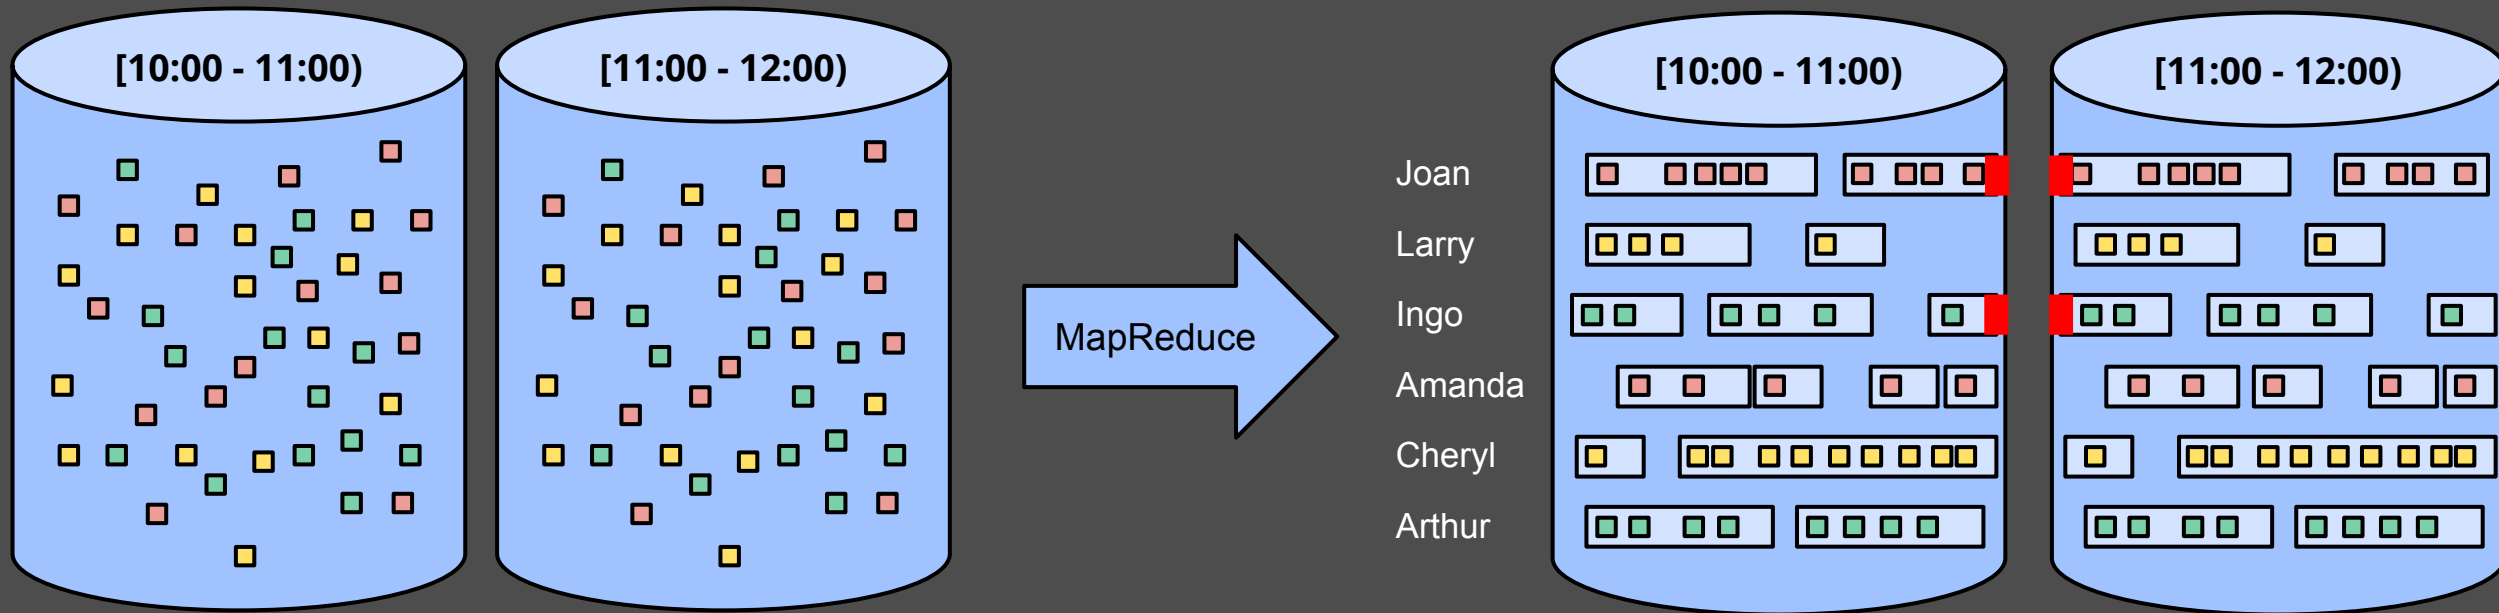 [10:00 - 11:00)
[11:00 - 12:00)
MapReduce
[10:00 - 11:00)
[11:00 - 12:00)
Joan
Larry
Ingo
Amanda
Cheryl
Arthur